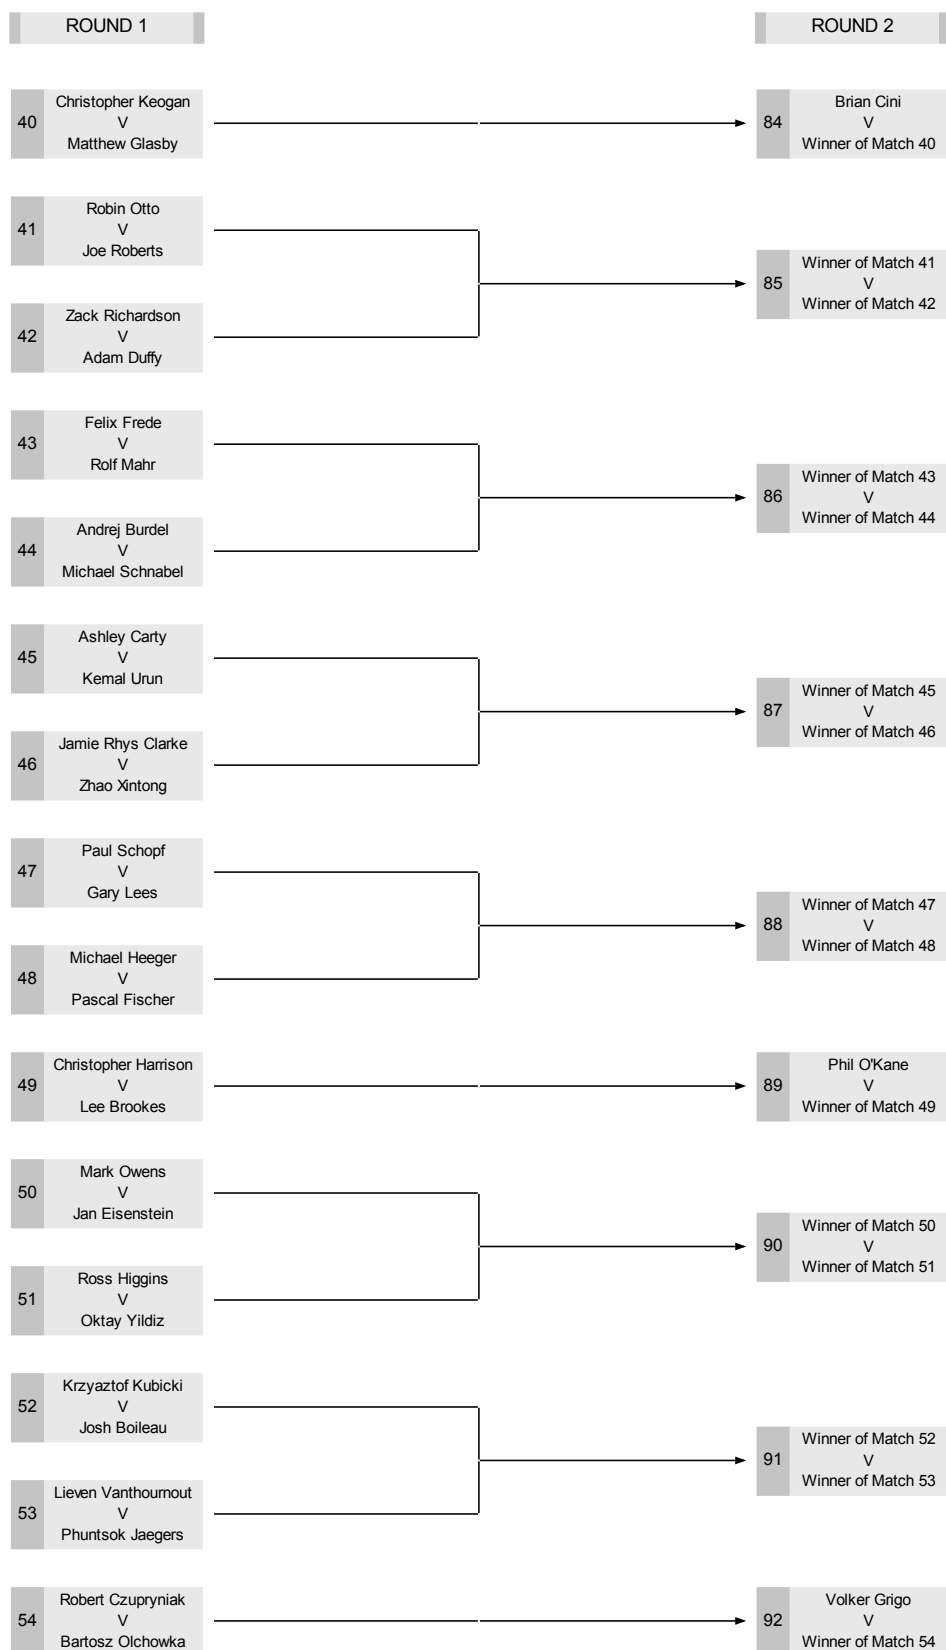 ROUND 1
ROUND 2
40
Christopher Keogan
V
Matthew Glasby
84
Brian Cini
V
Winner of Match 40
41
Robin Otto
V
Joe Roberts
85
Winner of Match 41
V
Winner of Match 42
42
Zack Richardson
V
Adam Duffy
43
Felix Frede
V
Rolf Mahr
86
Winner of Match 43
V
Winner of Match 44
44
Andrej Burdel
V
Michael Schnabel
45
Ashley Carty
V
Kemal Urun
87
Winner of Match 45
V
Winner of Match 46
46
Jamie Rhys Clarke
V
Zhao Xintong
47
Paul Schopf
V
Gary Lees
88
Winner of Match 47
V
Winner of Match 48
48
Michael Heeger
V
Pascal Fischer
49
Christopher Harrison
V
Lee Brookes
89
Phil O'Kane
V
Winner of Match 49
50
Mark Owens
V
Jan Eisenstein
90
Winner of Match 50
V
Winner of Match 51
51
Ross Higgins
V
Oktay Yildiz
52
Krzyaztof Kubicki
V
Josh Boileau
91
Winner of Match 52
V
Winner of Match 53
53
Lieven Vanthournout
V
Phuntsok Jaegers
54
Robert Czupryniak
V
Bartosz Olchowka
92
Volker Grigo
V
Winner of Match 54